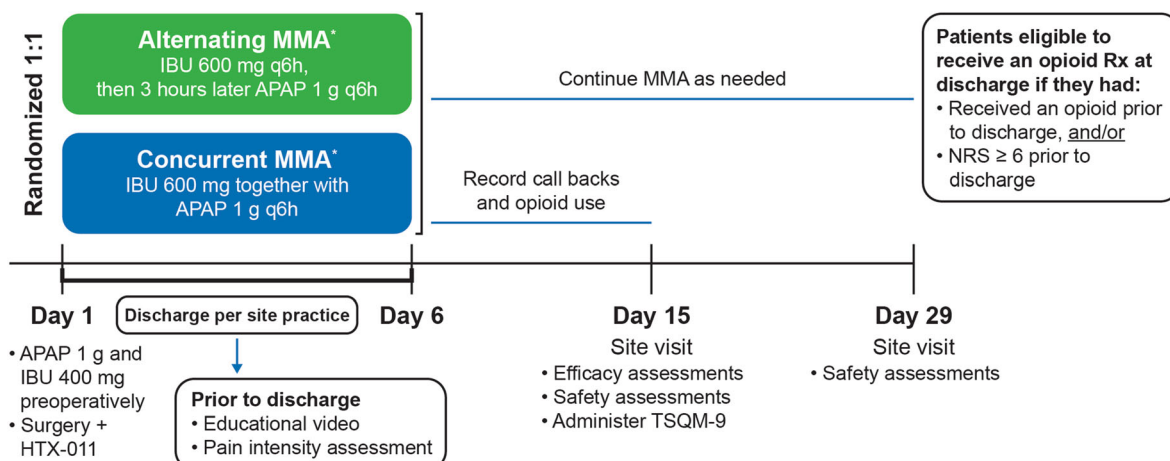 Randomized 1:1
Alternating MMA*
IBU 600 mg q6h,
then 3 hours later APAP 1 g q6h
Concurrent MMA*
IBU 600 mg together with
APAP 1 g q6h
Continue MMA as needed
Record call backs
and opioid use
Patients eligible to
receive an opioid Rx at
discharge if they had:
• Received an opioid prior
to discharge, and/or
• NRS ≥ 6 prior to
discharge
Day 1
• APAP 1 g and
IBU 400 mg
preoperatively
• Surgery +
HTX-011
Discharge per site practice
Prior to discharge
• Educational video
• Pain intensity assessment
Day 6
Day 15
Site visit
• Efficacy assessments
• Safety assessments
• Administer TSQM-9
Day 29
Site visit
• Safety assessments